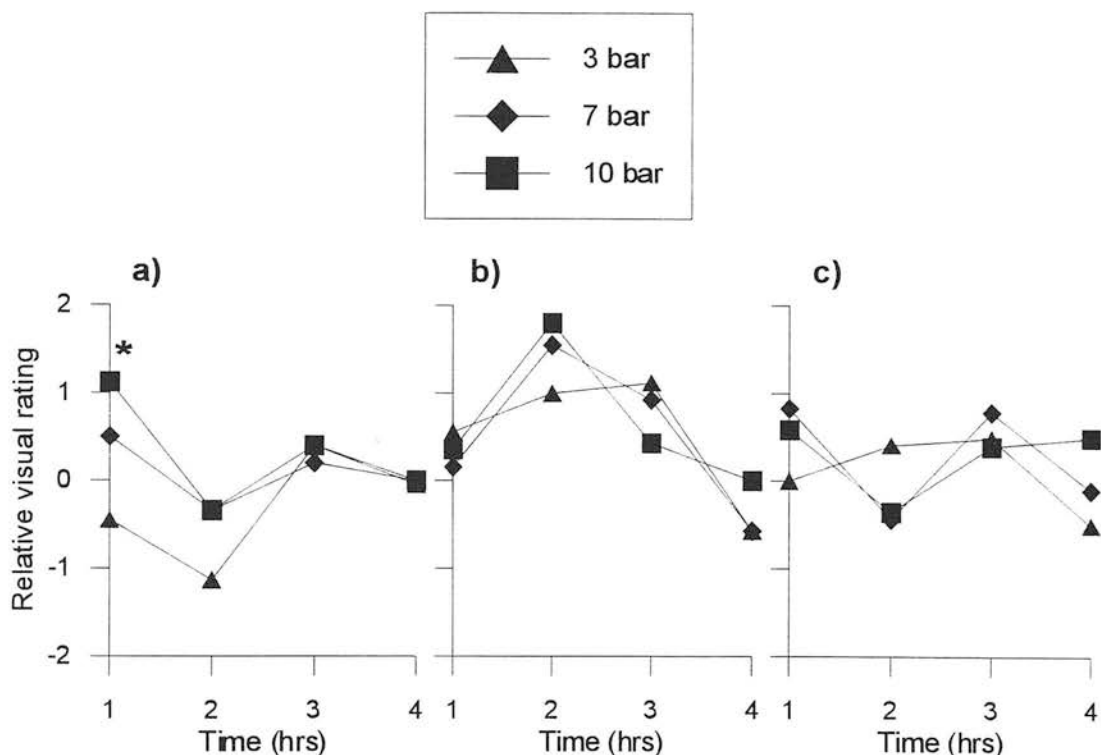 3 bar
7 bar
10 bar
a) b) c)
*
2
1
0
-1
-2
Relative visual rating
1 2 3 4 1 2 3 4 1 2 3 4
Time (hrs) Time (hrs) Time (hrs)